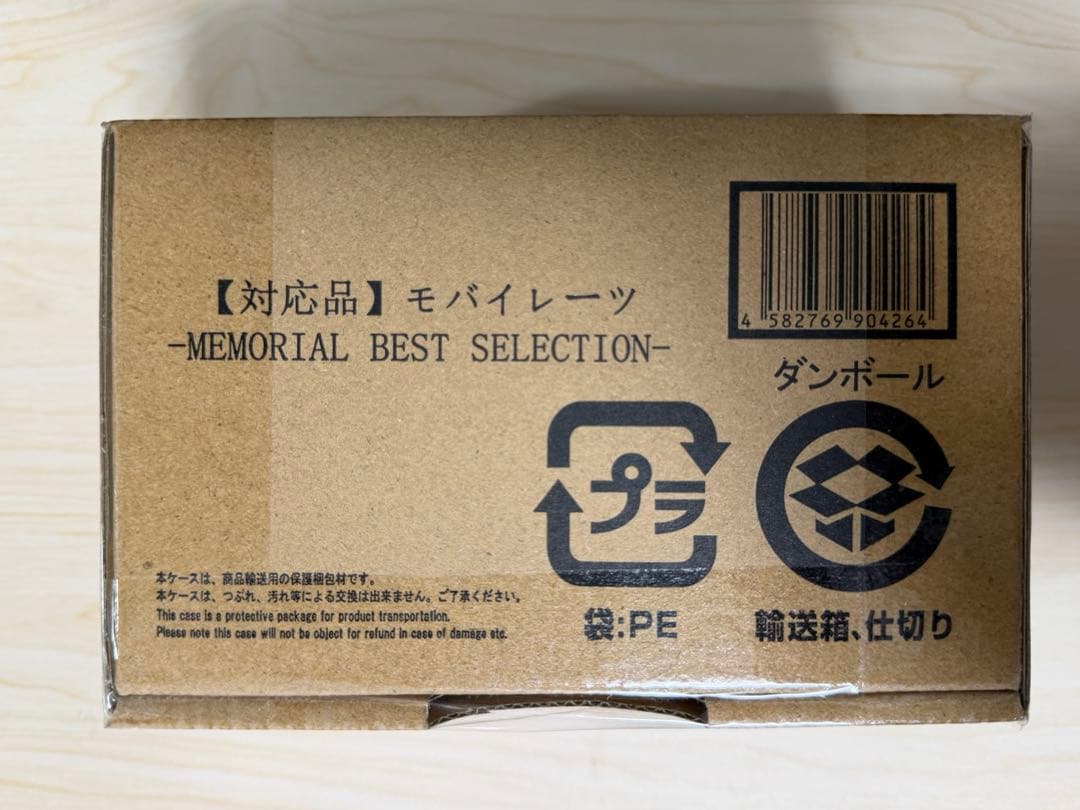 【対応品】モバイレーツ
-MEMORIAL BEST SELECTION-
4 582769 904264
ダンボール
プラ
袋:PE
輸送箱、仕切り
本ケースは、商品輸送用の保護梱包材です。
本ケースは、つぶれ、汚れ等による交換は出来ません。ご了承ください。
This case is a protective package for product transportation.
Please note this case will not be object for refund in case of damage etc.